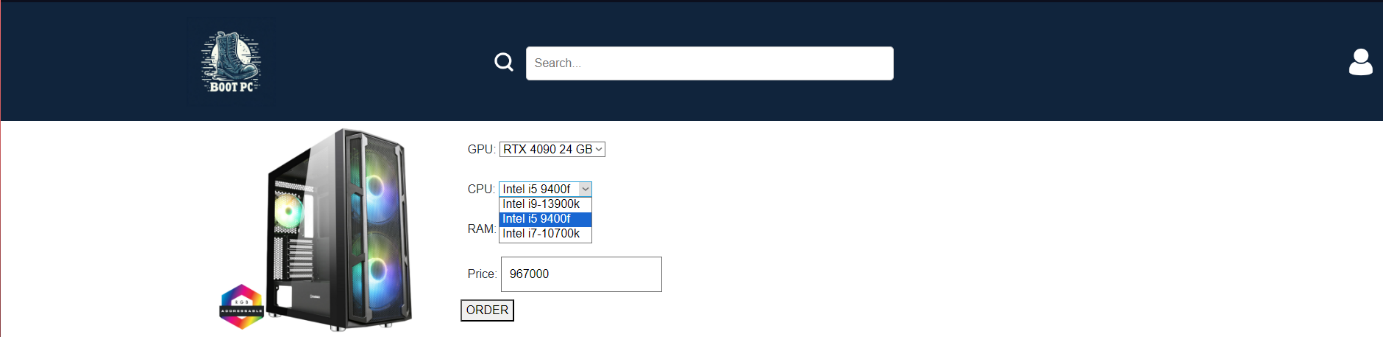 BOOT PC
Search...
GPU: RTX 4090 24 GB
CPU: Intel i5 9400f
Intel i9-13900k
Intel i5 9400f
Intel i7-10700k
RAM:
Price: 967000
ORDER